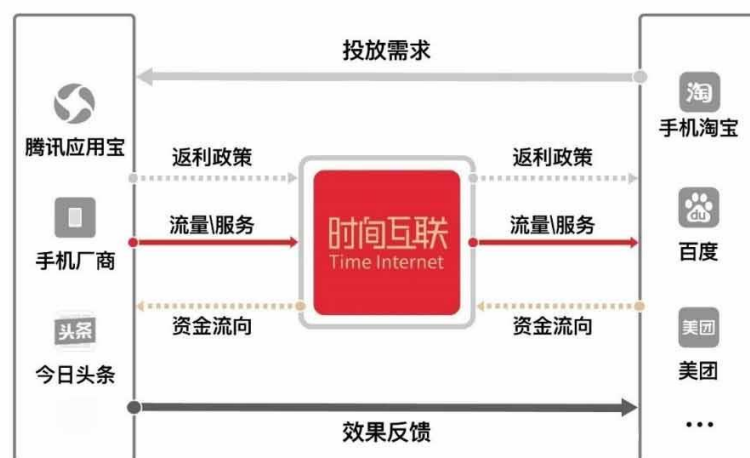 投放需求
淘
手机淘宝
腾讯应用宝
返利政策
返利政策
流量\服务
时间互联
Time Internet
流量\服务
du
百度
手机厂商
头条
今日头条
资金流向
资金流向
美团
美团
效果反馈
...